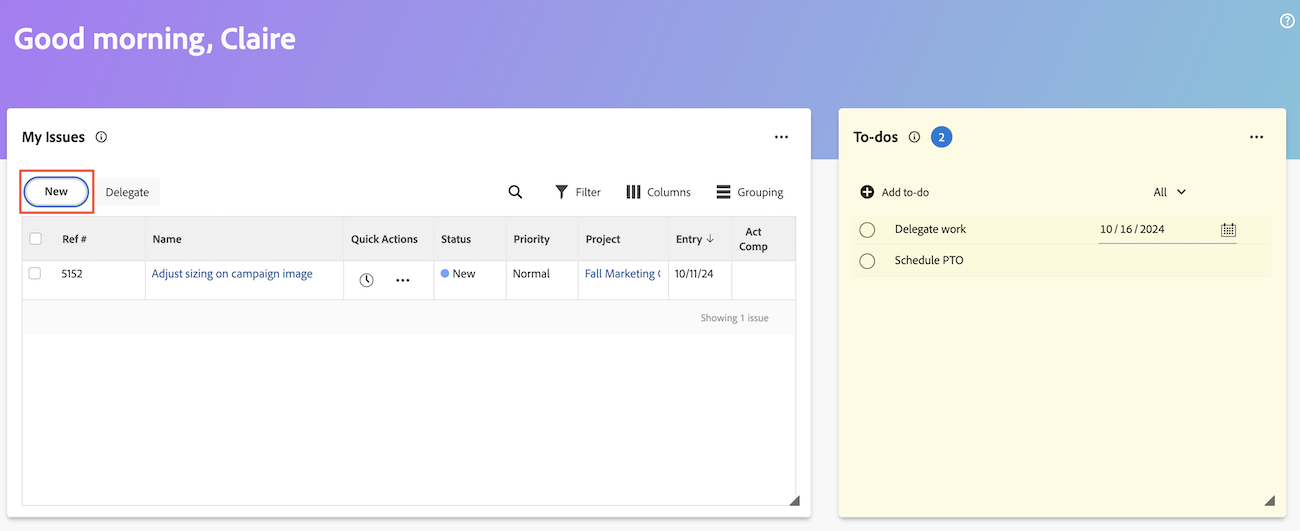 Good morning, Claire
?
My Issues
New
Delegate
Filter
Columns
Grouping
Ref # Name Quick Actions Status Priority Project Entry ↓ Act Comp
5152 Adjust sizing on campaign image New Normal Fall Marketing 10/11/24
Showing 1 issue
To-dos 2
Add to-do
All
Delegate work 10 / 16 / 2024
Schedule PTO